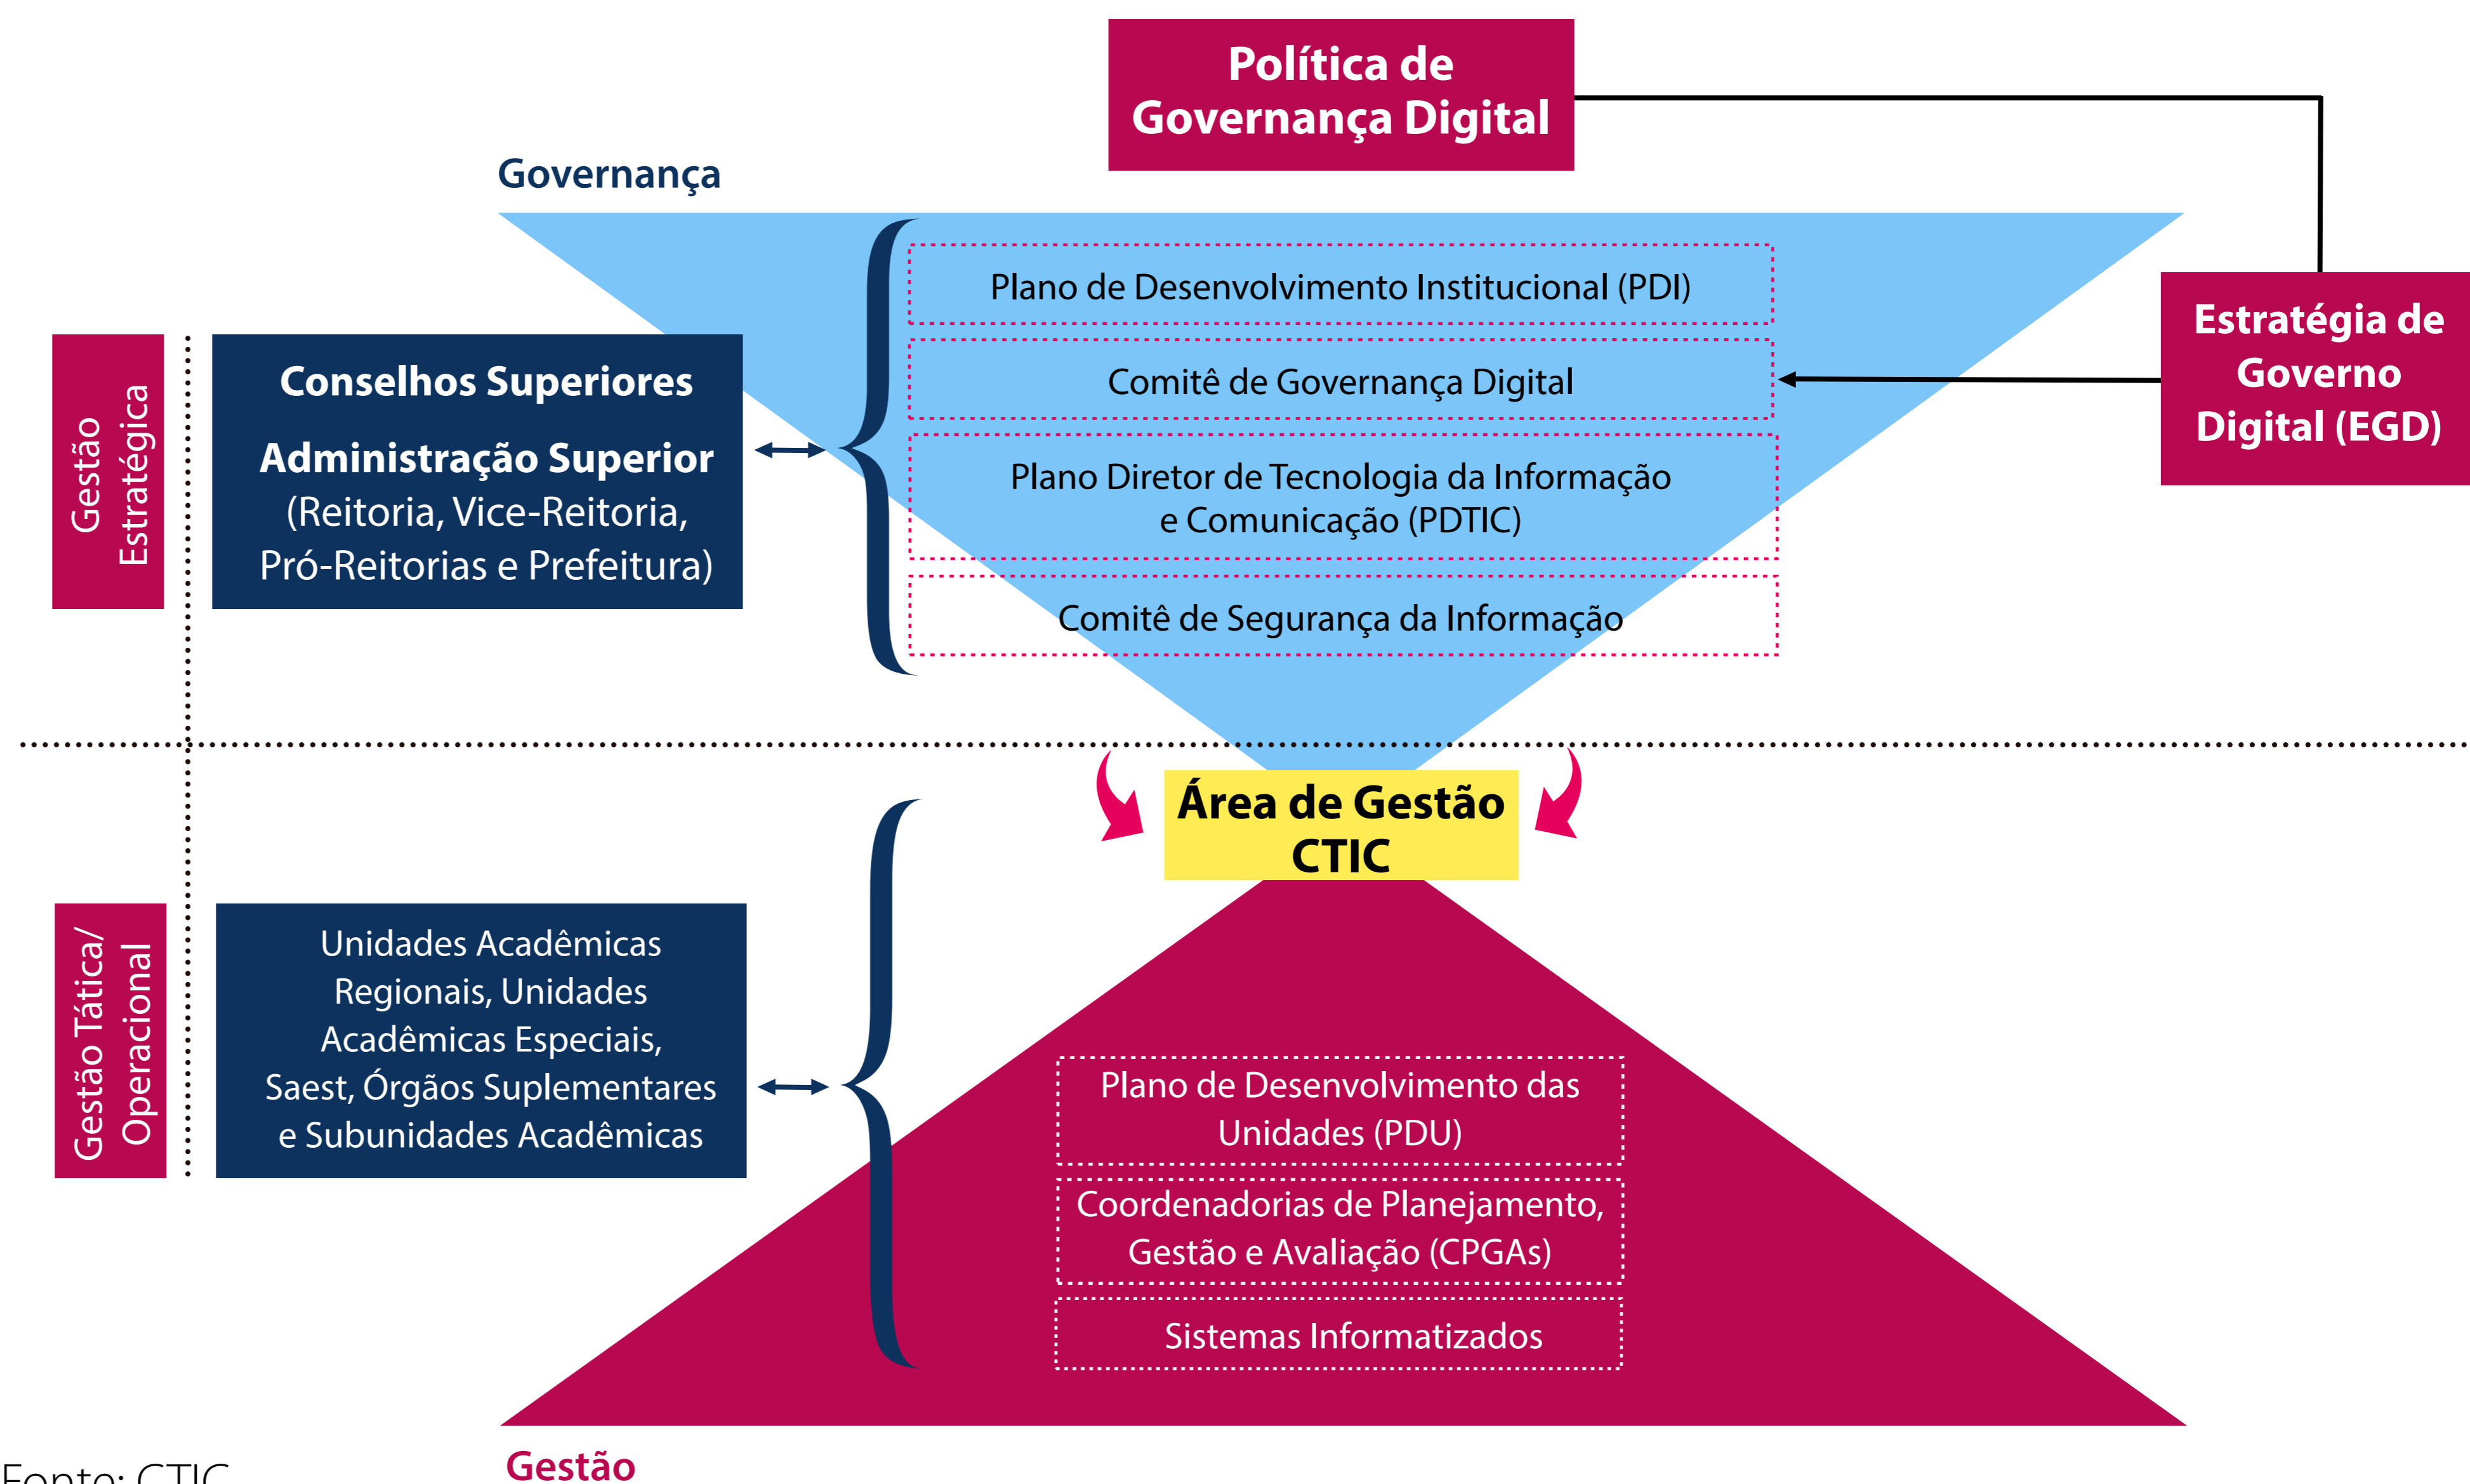 Política de
Governança Digital
Governança
Plano de Desenvolvimento Institucional (PDI)
Comitê de Governança Digital
Plano Diretor de Tecnologia da Informação
e Comunicação (PDTIC)
Comitê de Segurança da Informação
Estratégia de
Governo
Digital (EGD)
Gestão
Estratégica
Conselhos Superiores
Administração Superior
(Reitoria, Vice-Reitoria,
Pró-Reitorias e Prefeitura)
Área de Gestão
CTIC
Gestão Tática/
Operacional
Unidades Acadêmicas
Regionais, Unidades
Acadêmicas Especiais,
Saest, Órgãos Suplementares
e Subunidades Acadêmicas
Plano de Desenvolvimento das
Unidades (PDU)
Coordenadorias de Planejamento,
Gestão e Avaliação (CPGAs)
Sistemas Informatizados
Gestão
Fonte: CTIC